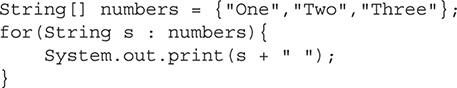 String[] numbers = {"One","Two","Three"};
for(String s : numbers){
    System.out.print(s + " ");
}